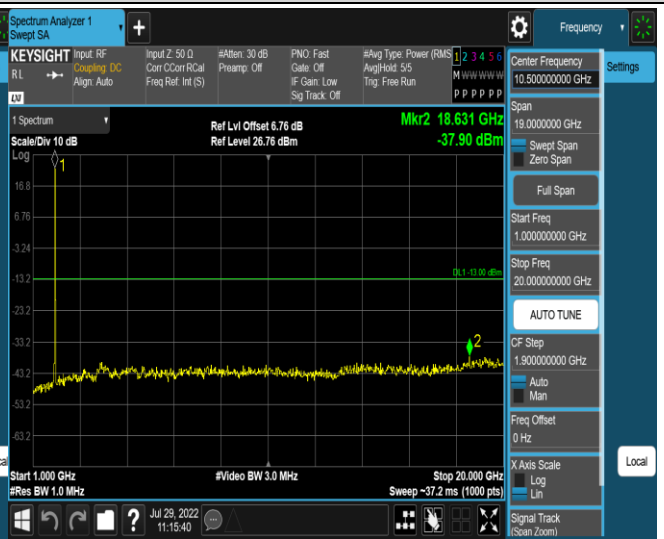 Spectrum Analyzer 1
Swept SA
+
Frequency
Settings
KEYSIGHT
RL
LXI
Input: RF
Coupling: DC
Align: Auto
Input Z: 50 Ω
Corr CCorr RCal
Freq Ref: Int (S)
#Atten: 30 dB
Preamp: Off
PNO: Fast
Gate: Off
IF Gain: Low
Sig Track: Off
#Avg Type: Power (RMS
Avg|Hold: 5/5
Trig: Free Run
1 2 3 4 5 6
M W W W W W
P P P P P P
1 Spectrum
Scale/Div 10 dB
Log
Ref Lvl Offset 6.76 dB
Ref Level 26.76 dBm
Mkr2 18.631 GHz
-37.90 dBm
1
16.8
6.76
-3.24
-13.2
DL1 -13.00 dBm
-23.2
-33.2
2
-43.2
-53.2
-63.2
Start 1.000 GHz
#Res BW 1.0 MHz
#Video BW 3.0 MHz
Stop 20.000 GHz
Sweep ~37.2 ms (1000 pts)
?
Jul 29, 2022
11:15:40
Center Frequency
10.500000000 GHz
Span
19.0000000 GHz
Swept Span
Zero Span
Full Span
Start Freq
1.000000000 GHz
Stop Freq
20.000000000 GHz
AUTO TUNE
CF Step
1.900000000 GHz
Auto
Man
Freq Offset
0 Hz
X Axis Scale
Log
Lin
Signal Track
(Span Zoom)
Local